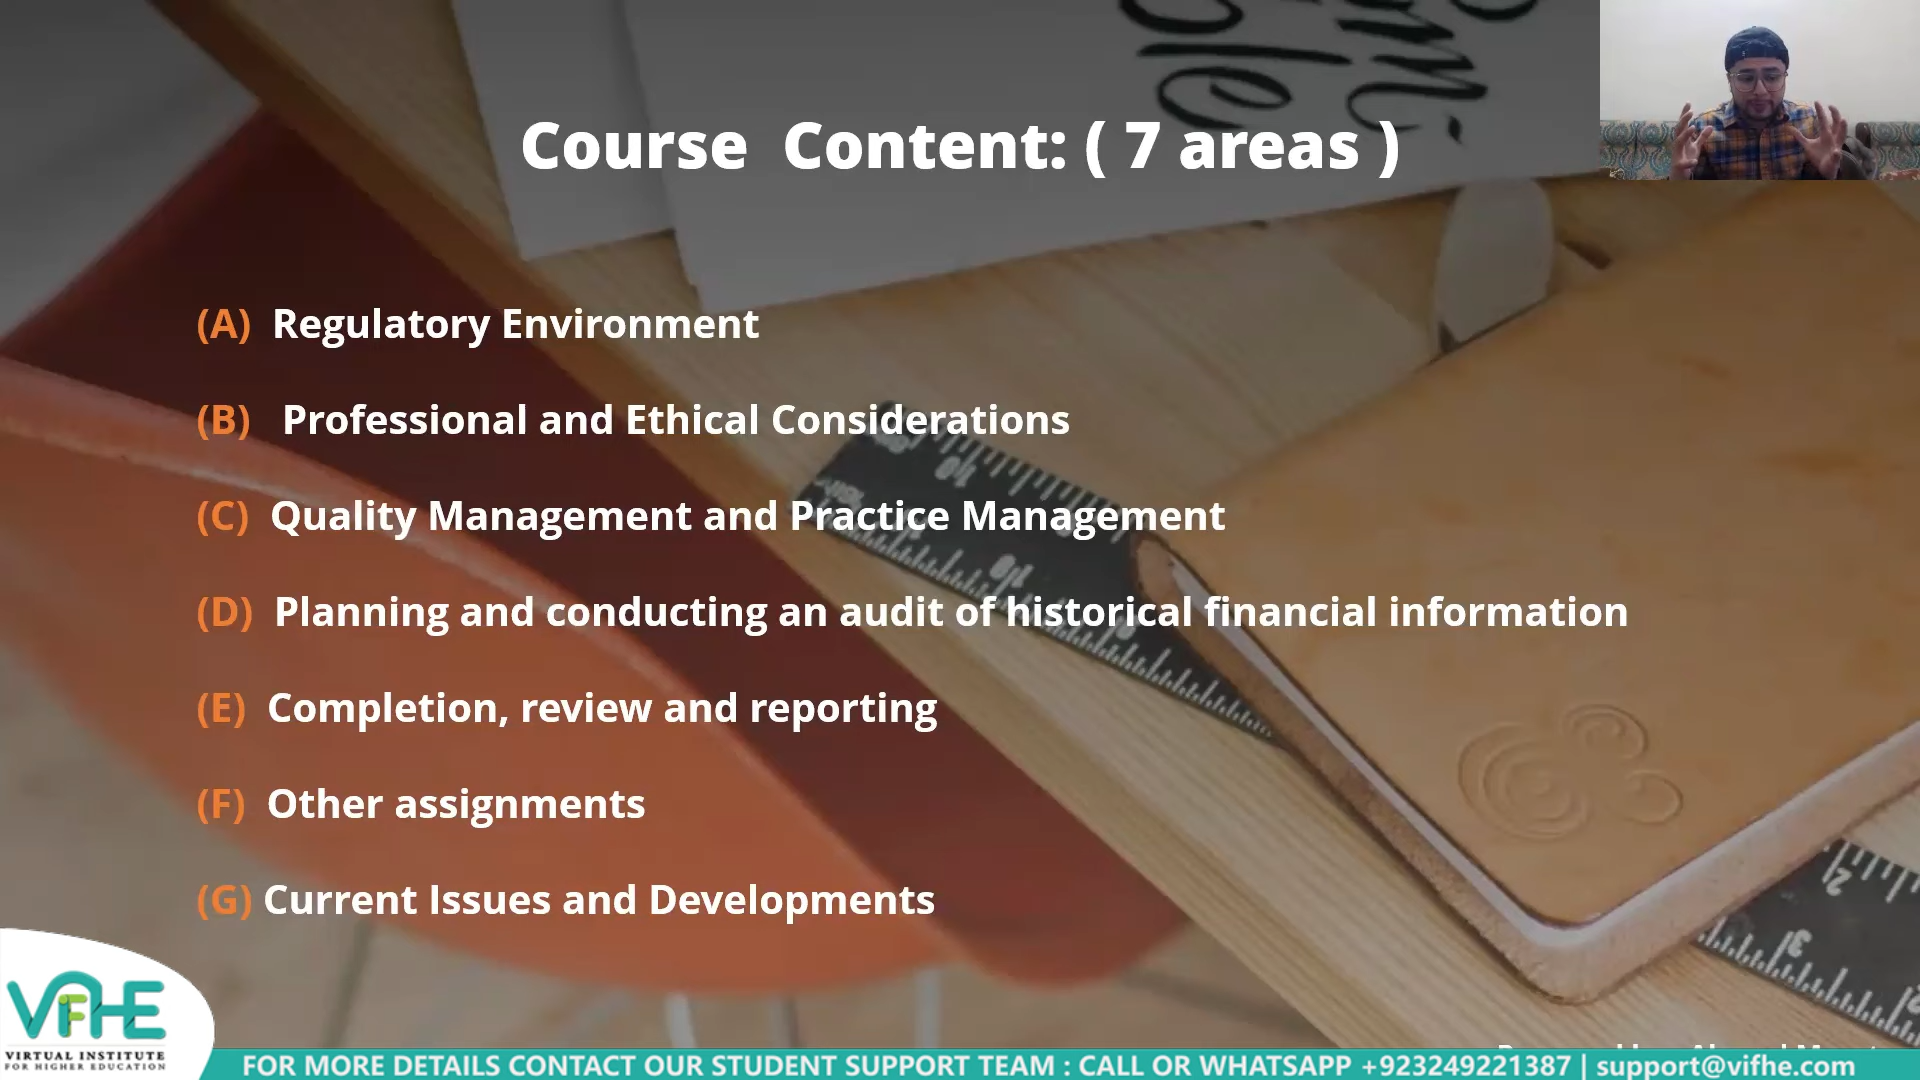 Course Content: ( 7 areas )
(A) Regulatory Environment
(B) Professional and Ethical Considerations
(C) Quality Management and Practice Management
(D) Planning and conducting an audit of historical financial information
(E) Completion, review and reporting
(F) Other assignments
(G) Current Issues and Developments
VIFHE
VIRTUAL INSTITUTE
FOR HIGHER EDUCATION
FOR MORE DETAILS CONTACT OUR STUDENT SUPPORT TEAM : CALL OR WHATSAPP +923249221387 | support@vifhe.com